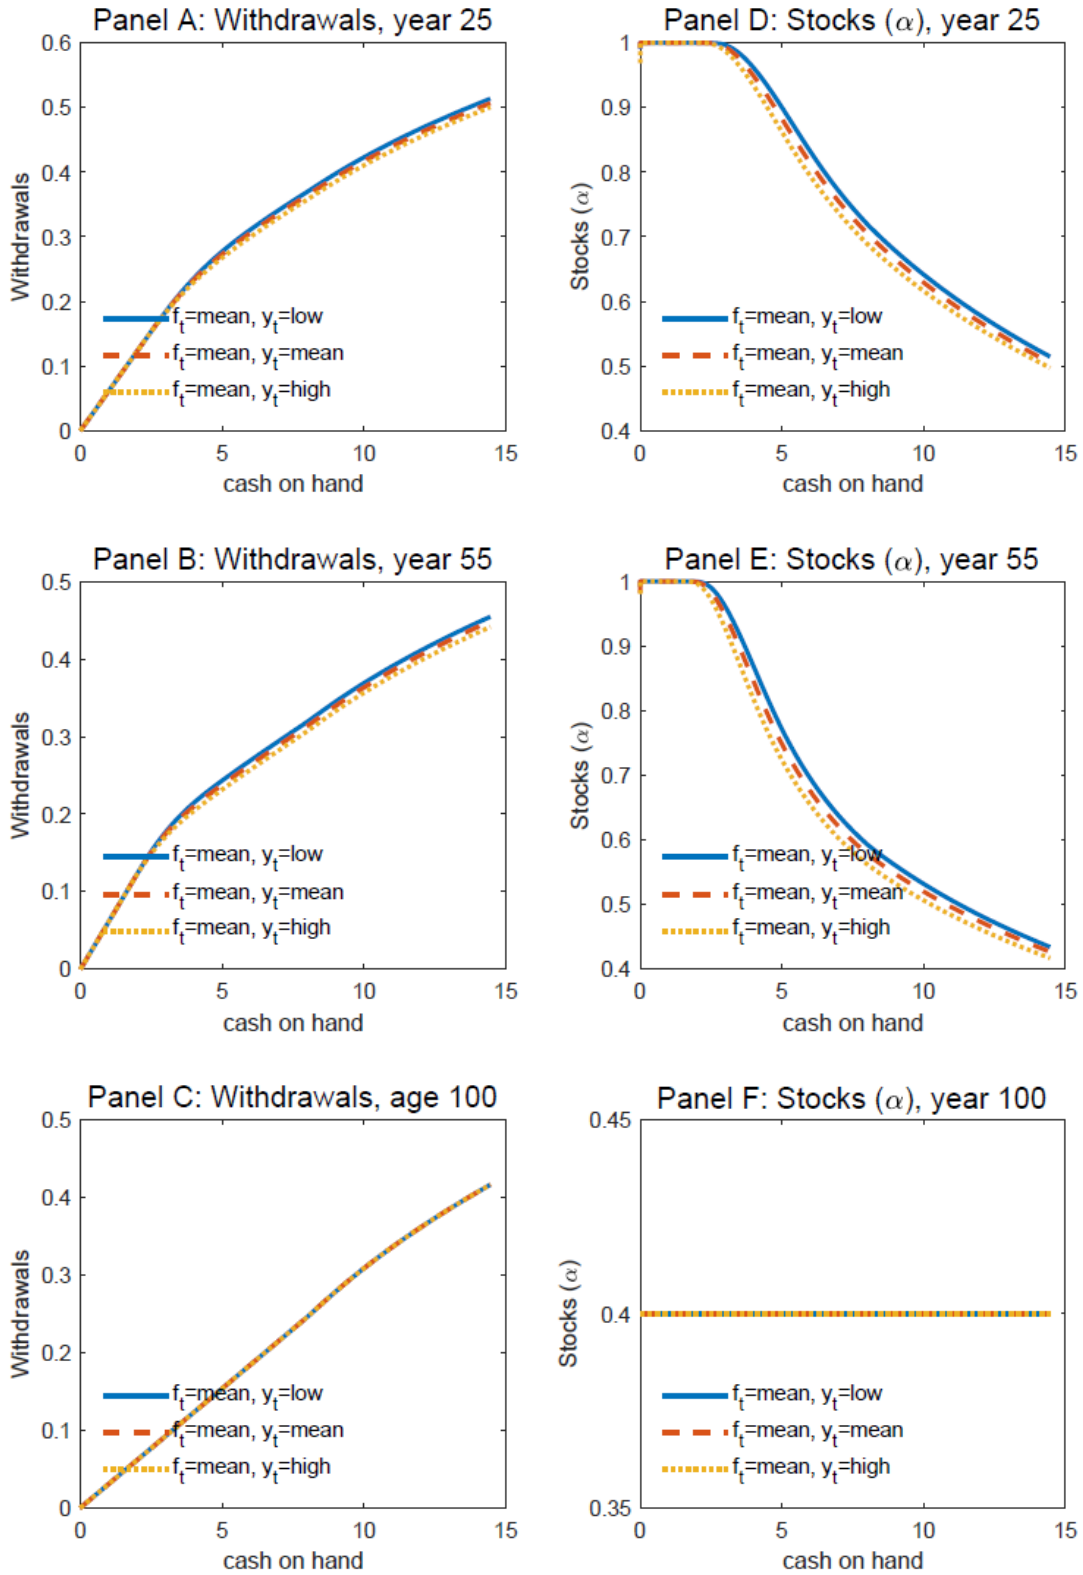 Panel A: Withdrawals, year 25
0.6
0.5
0.4
0.3
0.2
0.1
0
Withdrawals
f_t=mean, y_t=low
f_t=mean, y_t=mean
f_t=mean, y_t=high
0 5 10 15
cash on hand
Panel D: Stocks (α), year 25
1
0.9
0.8
0.7
0.6
0.5
0.4
Stocks (α)
f_t=mean, y_t=low
f_t=mean, y_t=mean
f_t=mean, y_t=high
0 5 10 15
cash on hand
Panel B: Withdrawals, year 55
0.5
0.4
0.3
0.2
0.1
0
Withdrawals
f_t=mean, y_t=low
f_t=mean, y_t=mean
f_t=mean, y_t=high
0 5 10 15
cash on hand
Panel E: Stocks (α), year 55
1
0.9
0.8
0.7
0.6
0.5
0.4
Stocks (α)
f_t=mean, y_t=low
f_t=mean, y_t=mean
f_t=mean, y_t=high
0 5 10 15
cash on hand
Panel C: Withdrawals, age 100
0.5
0.4
0.3
0.2
0.1
0
Withdrawals
f_t=mean, y_t=low
f_t=mean, y_t=mean
f_t=mean, y_t=high
0 5 10 15
cash on hand
Panel F: Stocks (α), year 100
0.45
0.4
0.35
Stocks (α)
f_t=mean, y_t=low
f_t=mean, y_t=mean
f_t=mean, y_t=high
0 5 10 15
cash on hand